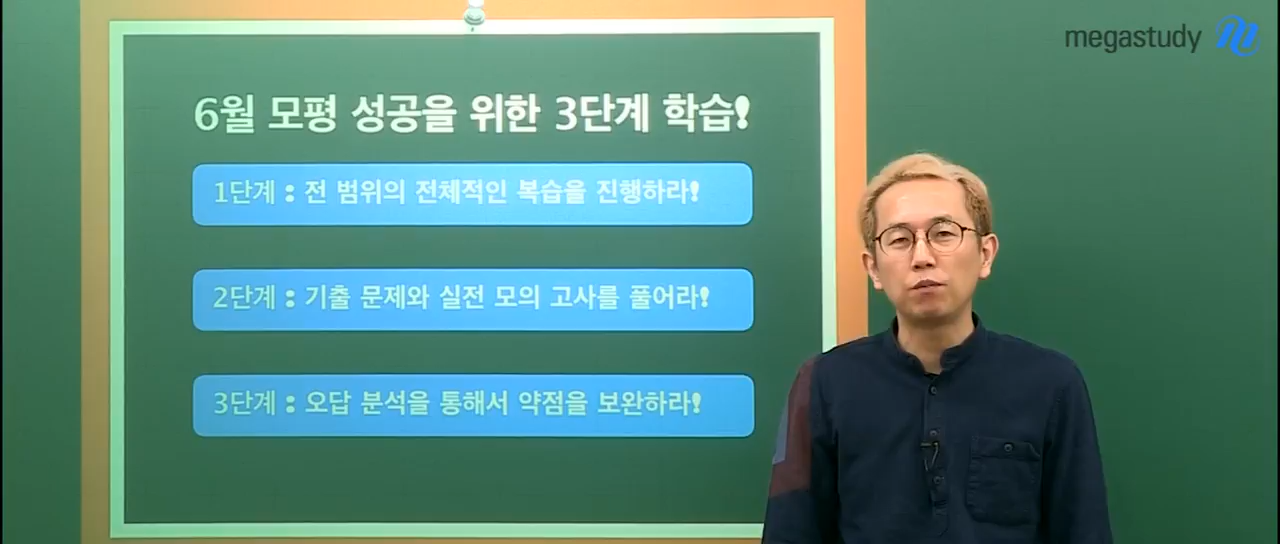 megastudy
6월 모평 성공을 위한 3단계 학습!
1단계 : 전 범위의 전체적인 복습을 진행하라!
2단계 : 기출 문제와 실전 모의 고사를 풀어라!
3단계 : 오답 분석을 통해서 약점을 보완하라!